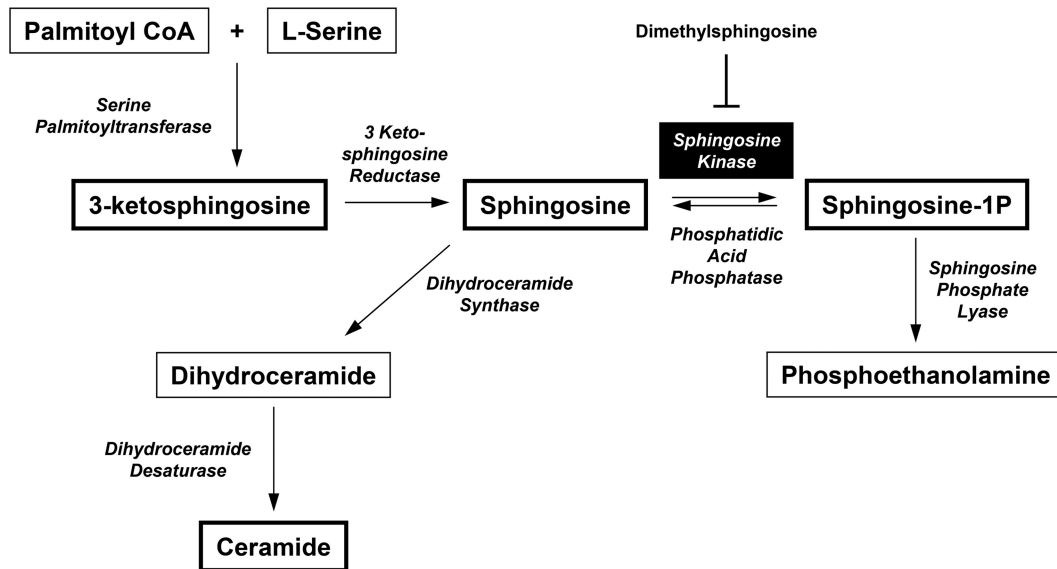 Palmitoyl CoA + L-Serine
Dimethylsphingosine
Serine
Palmitoyltransferase
3 Keto-
sphingosine
Reductase
Sphingosine
Kinase
3-ketosphingosine
Sphingosine
Sphingosine-1P
Phosphatidic
Acid
Phosphatase
Dihydroceramide
Synthase
Sphingosine
Phosphate
Lyase
Dihydroceramide
Phosphoethanolamine
Dihydroceramide
Desaturase
Ceramide